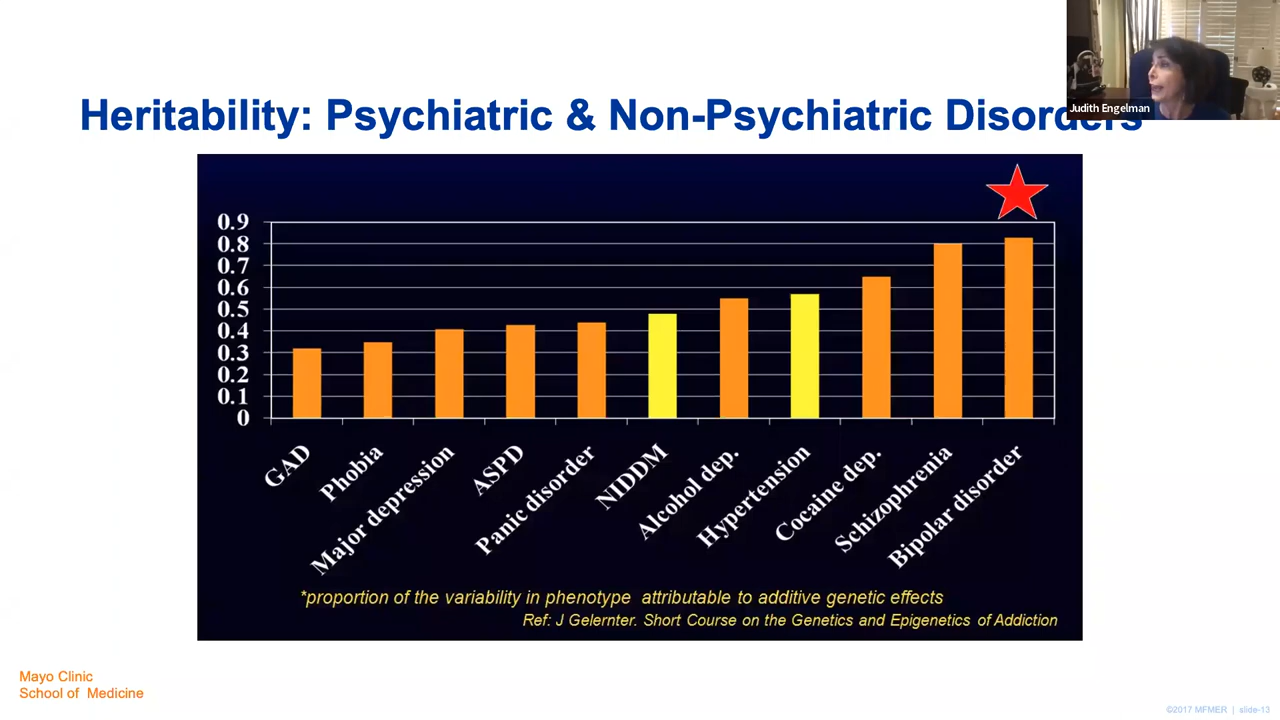 Judith Engelman
Heritability: Psychiatric & Non-Psychiatric Disorders
0.9
0.8
0.7
0.6
0.5
0.4
0.3
0.2
0.1
0
GAD
Phobia
Major depression
ASPD
Panic disorder
NIDDM
Alcohol dep.
Hypertension
Cocaine dep.
Schizophrenia
Bipolar disorder
*proportion of the variability in phenotype attributable to additive genetic effects
Ref: J Gelernter. Short Course on the Genetics and Epigenetics of Addiction
Mayo Clinic
School of Medicine
©2017 MFMER | slide-13